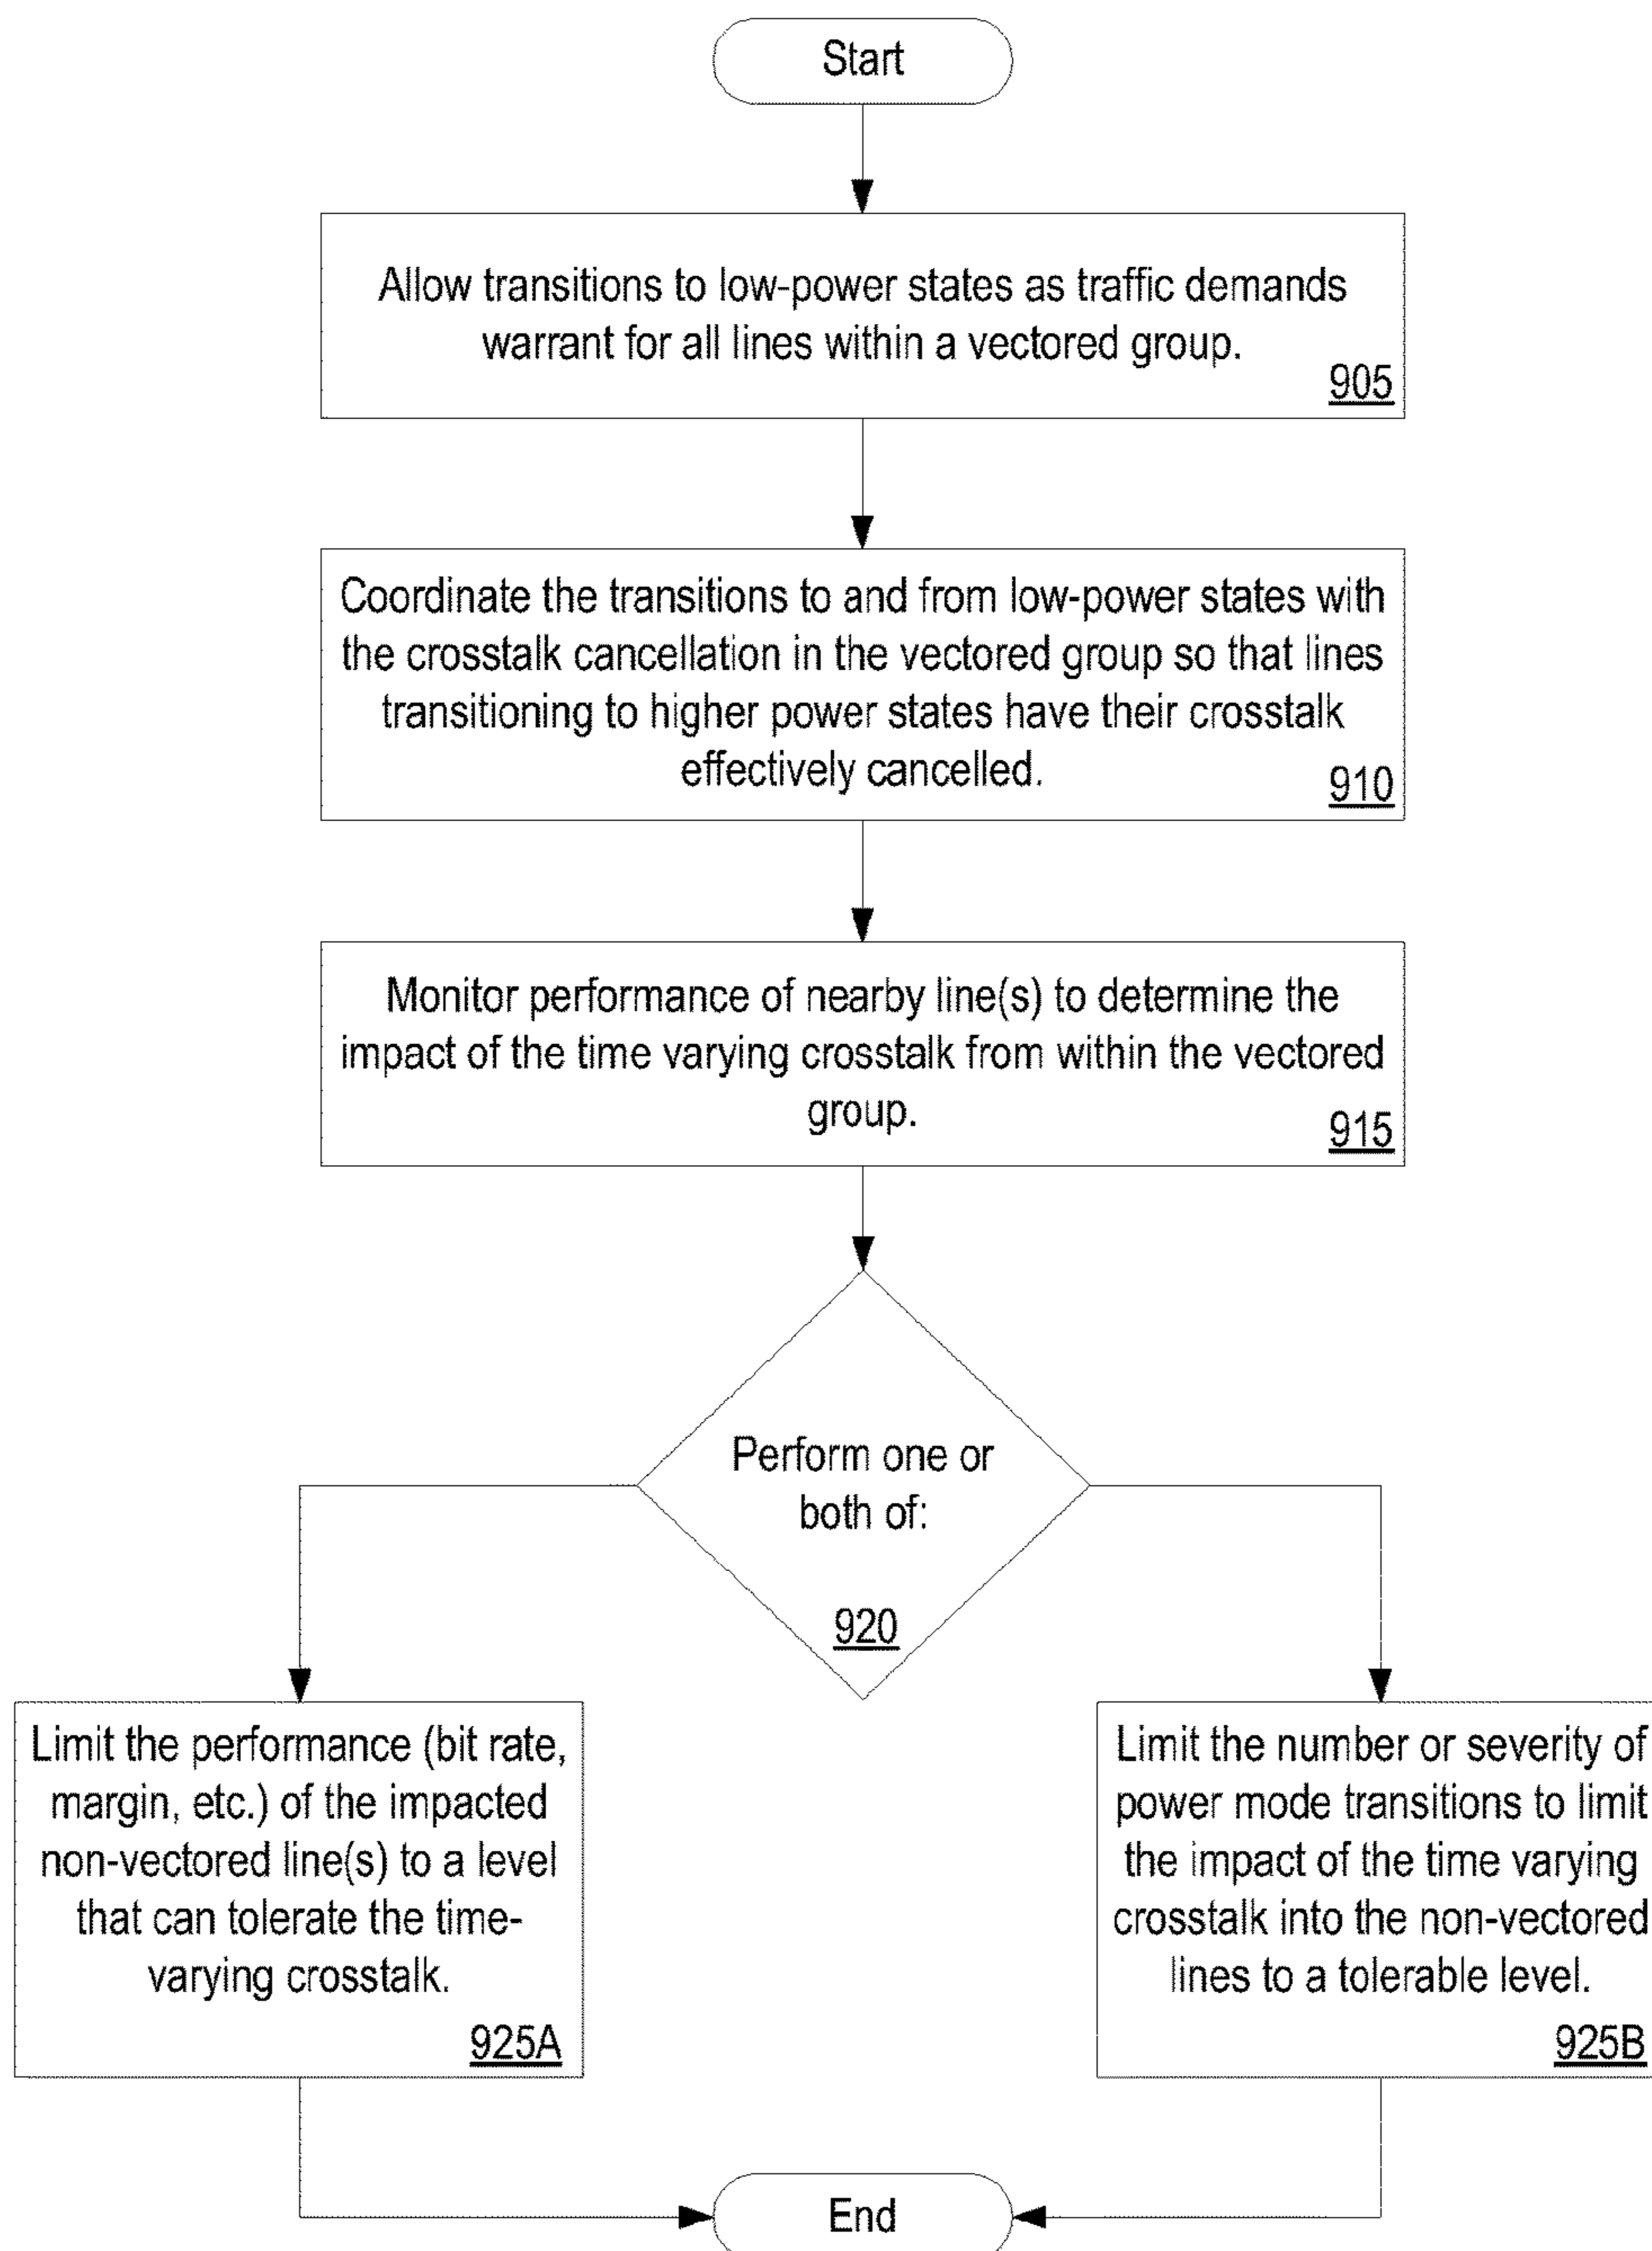 Start
Allow transitions to low-power states as traffic demands
warrant for all lines within a vectored group.
905
Coordinate the transitions to and from low-power states with
the crosstalk cancellation in the vectored group so that lines
transitioning to higher power states have their crosstalk
effectively cancelled.
910
Monitor performance of nearby line(s) to determine the
impact of the time varying crosstalk from within the vectored
group.
915
Perform one or
both of:
920
Limit the performance (bit rate,
margin, etc.) of the impacted
non-vectored line(s) to a level
that can tolerate the time-
varying crosstalk.
925A
Limit the number or severity of
power mode transitions to limit
the impact of the time varying
crosstalk into the non-vectored
lines to a tolerable level.
925B
End